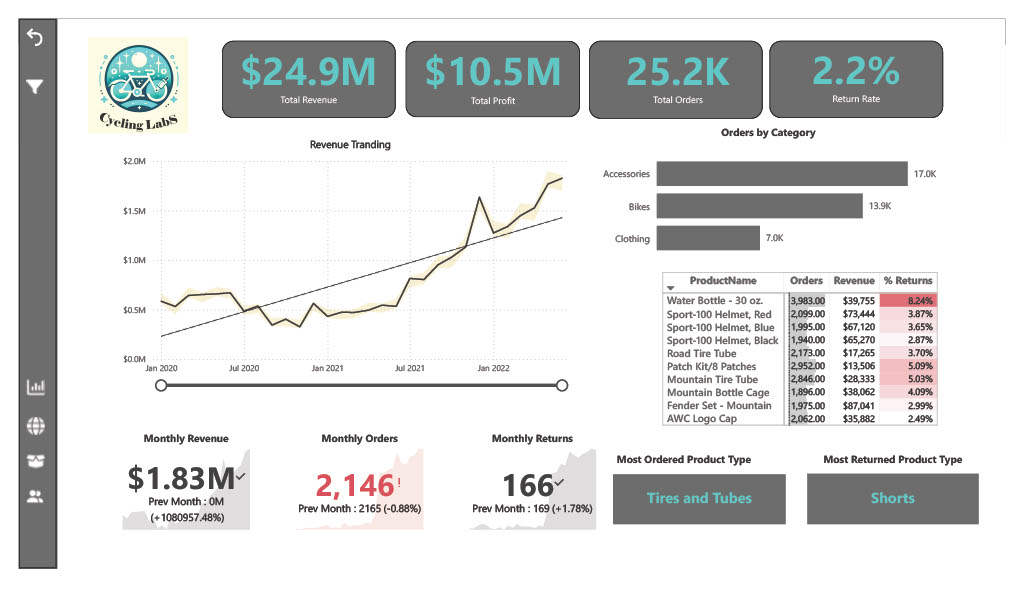 $24.9M
Total Revenue
$10.5M
Total Profit
25.2K
Total Orders
2.2%
Return Rate
Cycling LabS
Revenue Tranding
$2.0M
$1.5M
$1.0M
$0.5M
$0.0M
Jan 2020 Jul 2020 Jan 2021 Jul 2021 Jan 2022
Orders by Category
Accessories 17.0K
Bikes 13.9K
Clothing 7.0K
ProductName Orders Revenue % Returns
Water Bottle - 30 oz. 3,983.00 $39,755 8.24%
Sport-100 Helmet, Red 2,099.00 $73,444 3.87%
Sport-100 Helmet, Blue 1,995.00 $67,120 3.65%
Sport-100 Helmet, Black 1,940.00 $65,270 2.87%
Road Tire Tube 2,173.00 $17,265 3.70%
Patch Kit/8 Patches 2,952.00 $13,506 5.09%
Mountain Tire Tube 2,846.00 $28,333 5.03%
Mountain Bottle Cage 1,896.00 $38,062 4.09%
Fender Set - Mountain 1,975.00 $87,041 2.99%
AWC Logo Cap 2,062.00 $35,882 2.49%
Monthly Revenue
$1.83M
Prev Month : 0M
(+1080957.48%)
Monthly Orders
2,146!
Prev Month : 2165 (-0.88%)
Monthly Returns
166
Prev Month : 169 (+1.78%)
Most Ordered Product Type
Tires and Tubes
Most Returned Product Type
Shorts